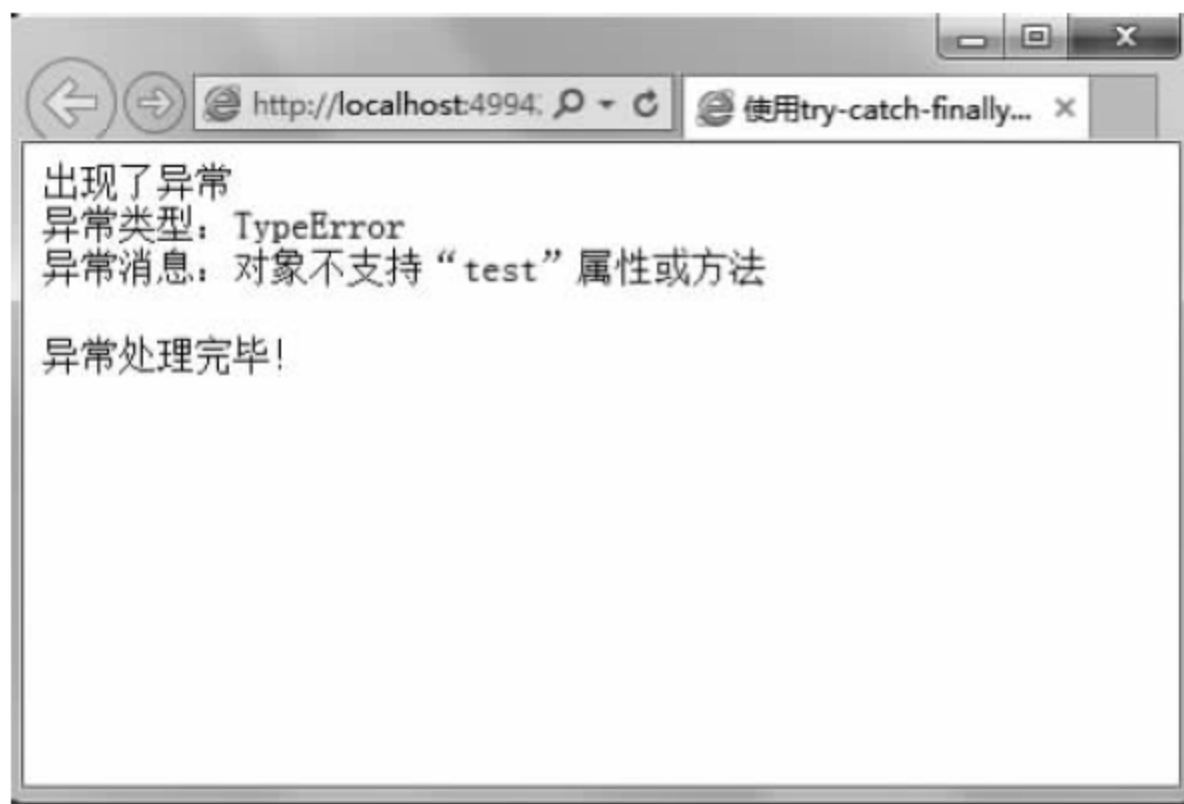 http://localhost:4994
使用try-catch-finally...
出现了异常
异常类型：TypeError
异常消息：对象不支持“test”属性或方法
异常处理完毕!